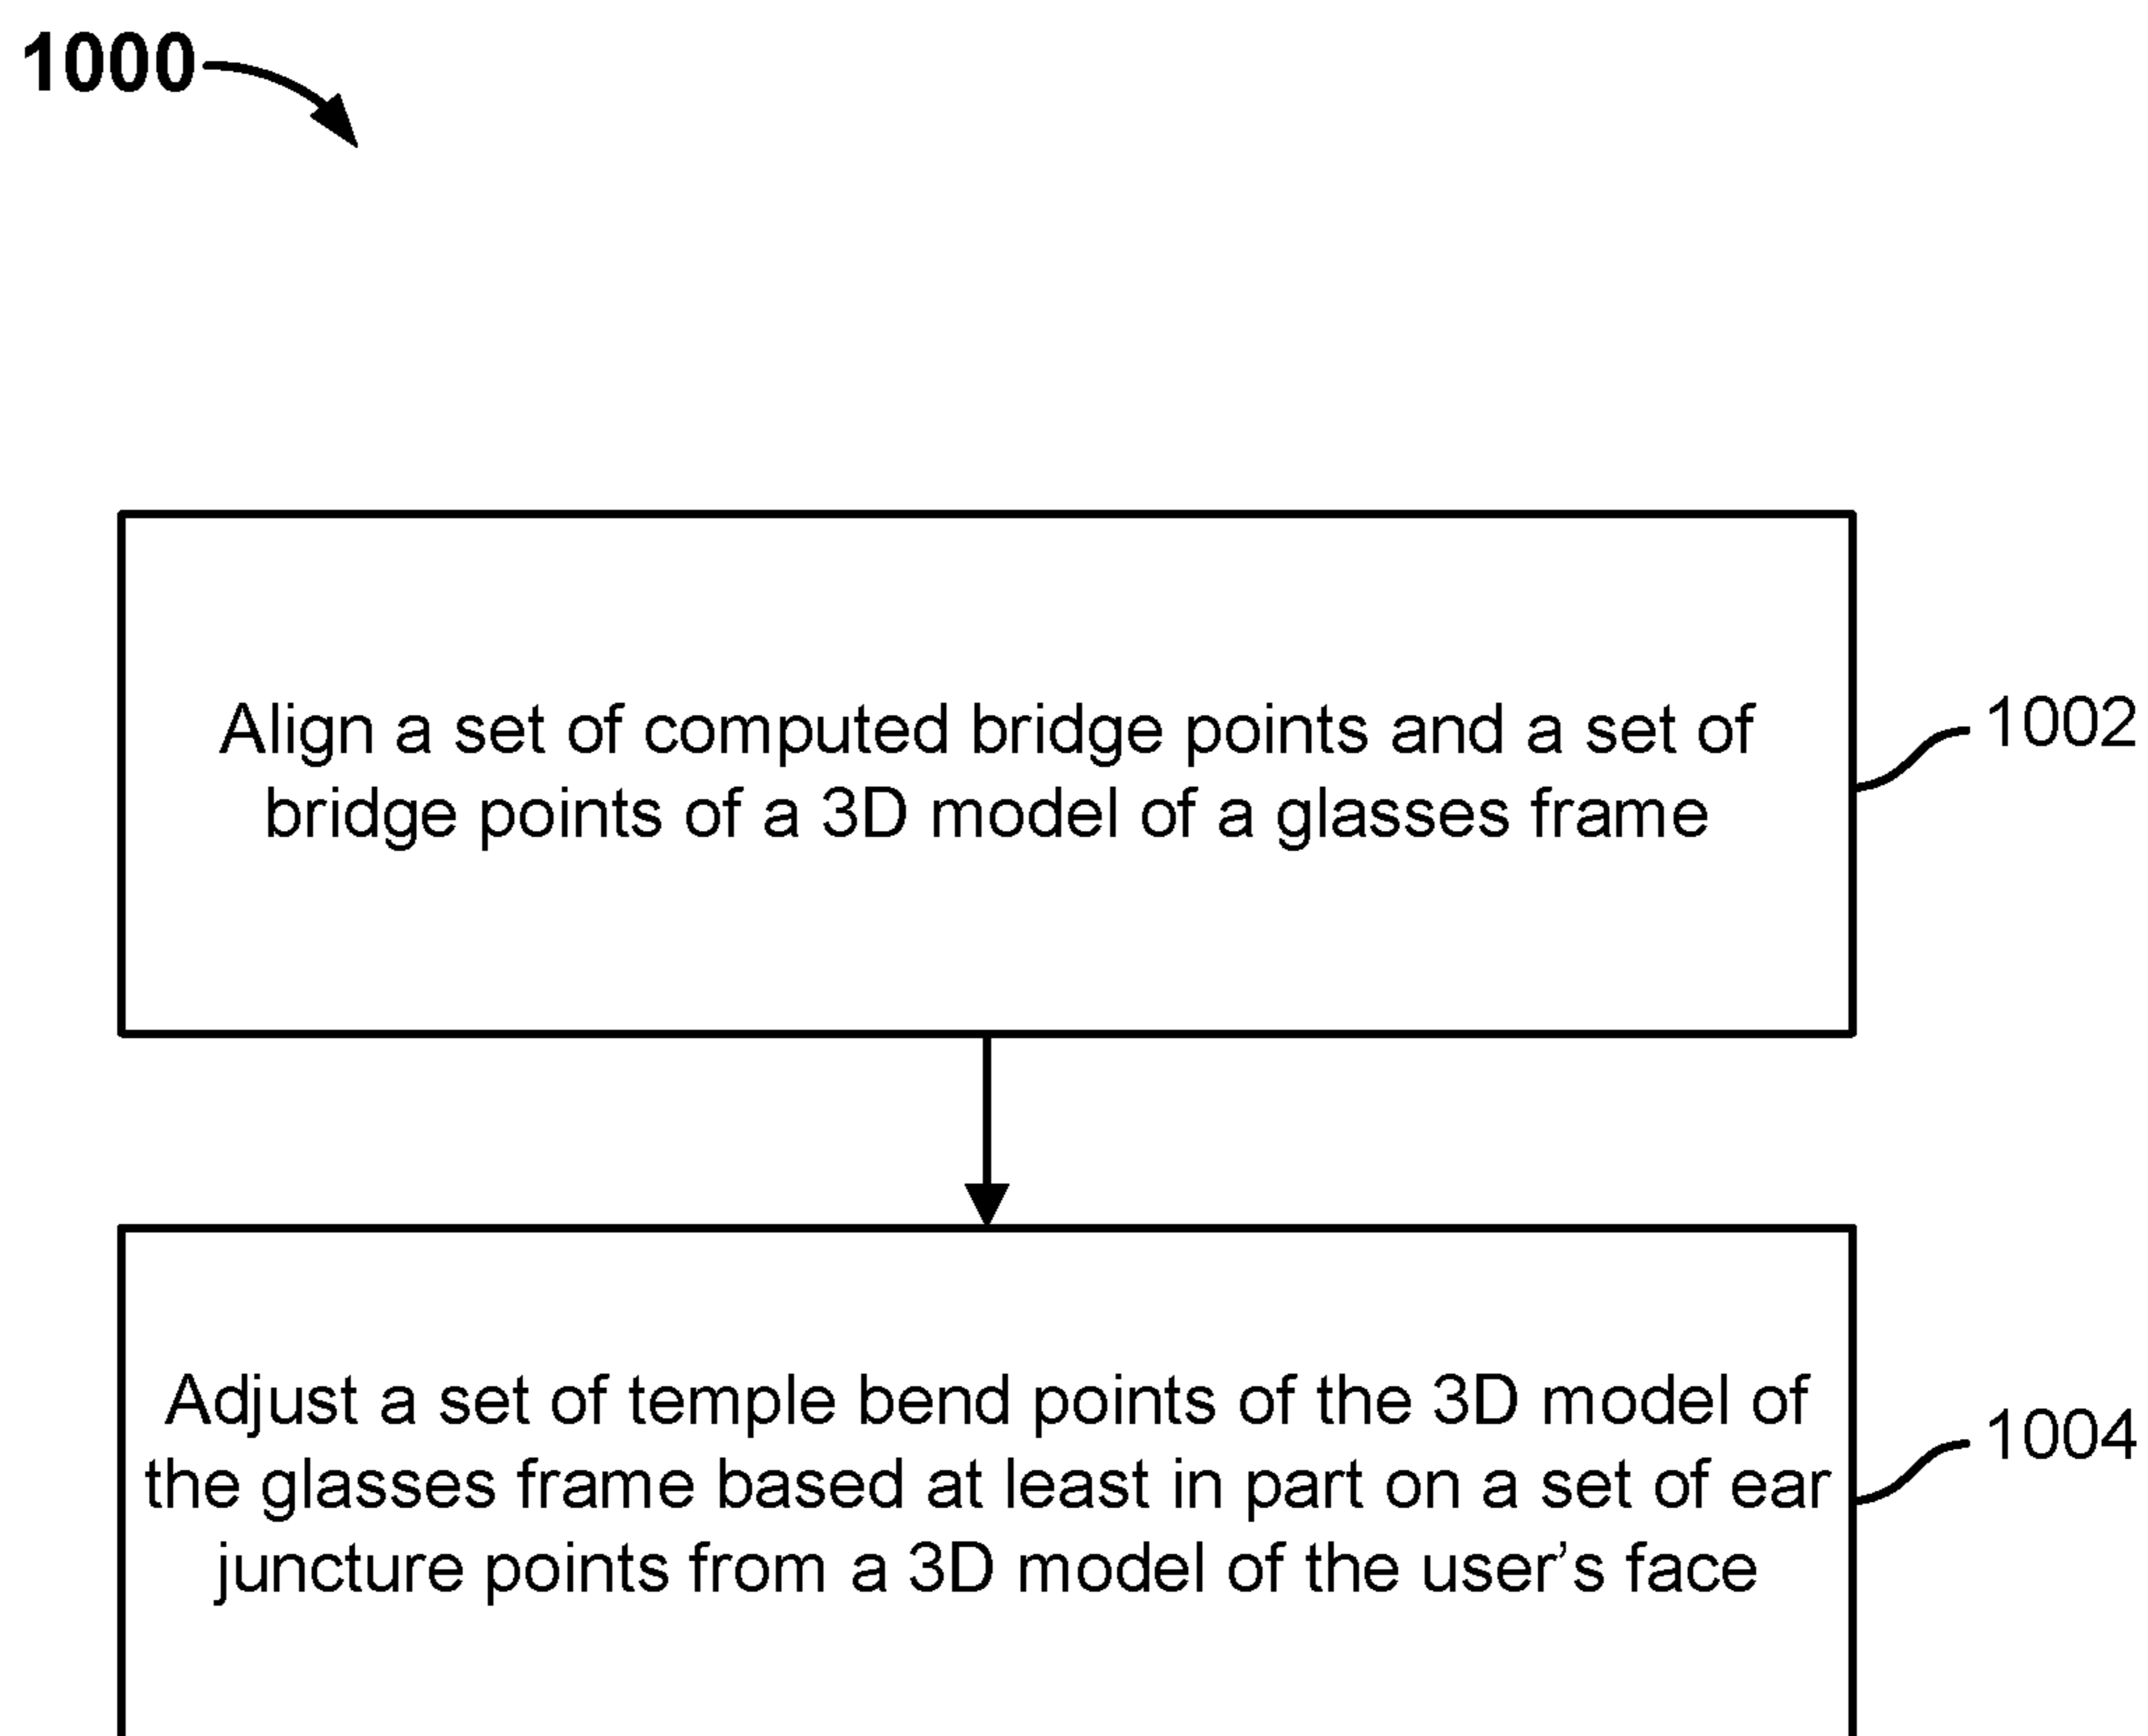 1000
Align a set of computed bridge points and a set of
bridge points of a 3D model of a glasses frame
1002
Adjust a set of temple bend points of the 3D model of
the glasses frame based at least in part on a set of ear
juncture points from a 3D model of the user’s face
1004